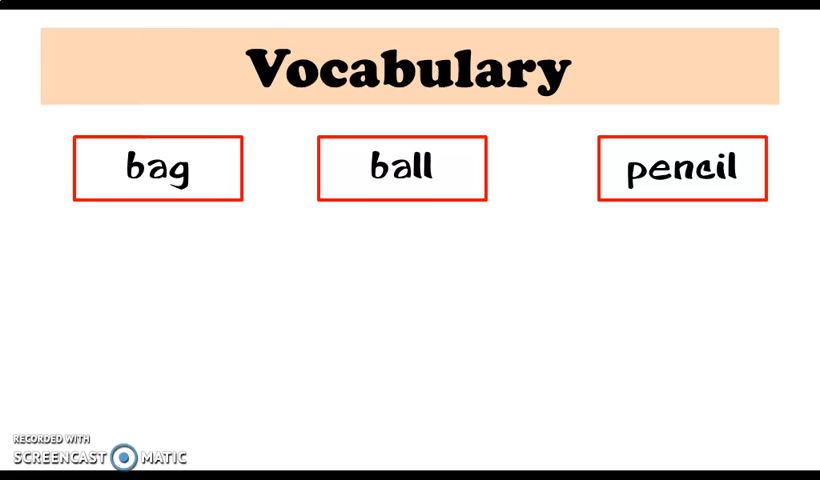 Vocabulary
bag ball pencil
RECORDED WITH
SCREENCAST MATIC